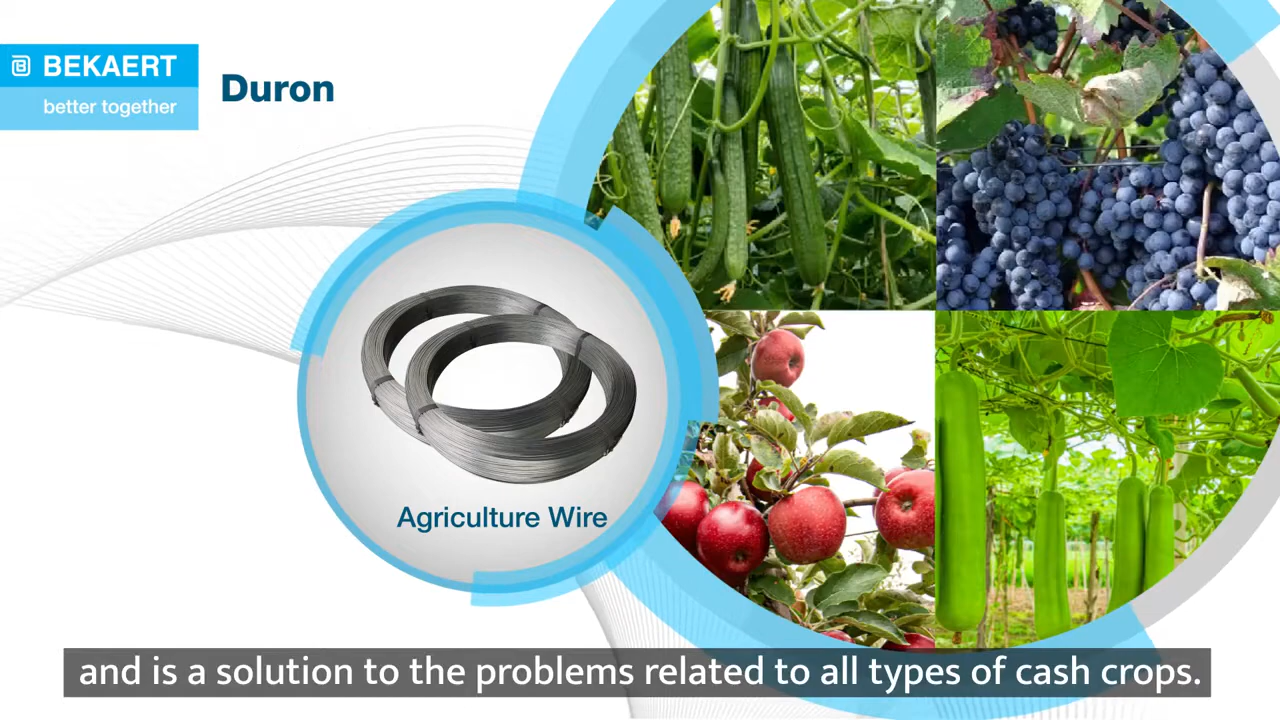 BEKAERT
better together
Duron
Agriculture Wire
and is a solution to the problems related to all types of cash crops.